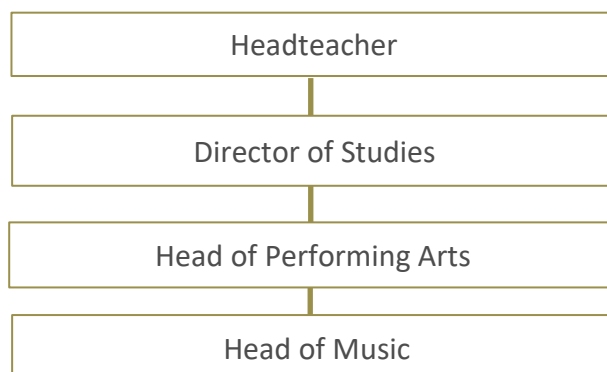 Headteacher
Director of Studies
Head of Performing Arts
Head of Music